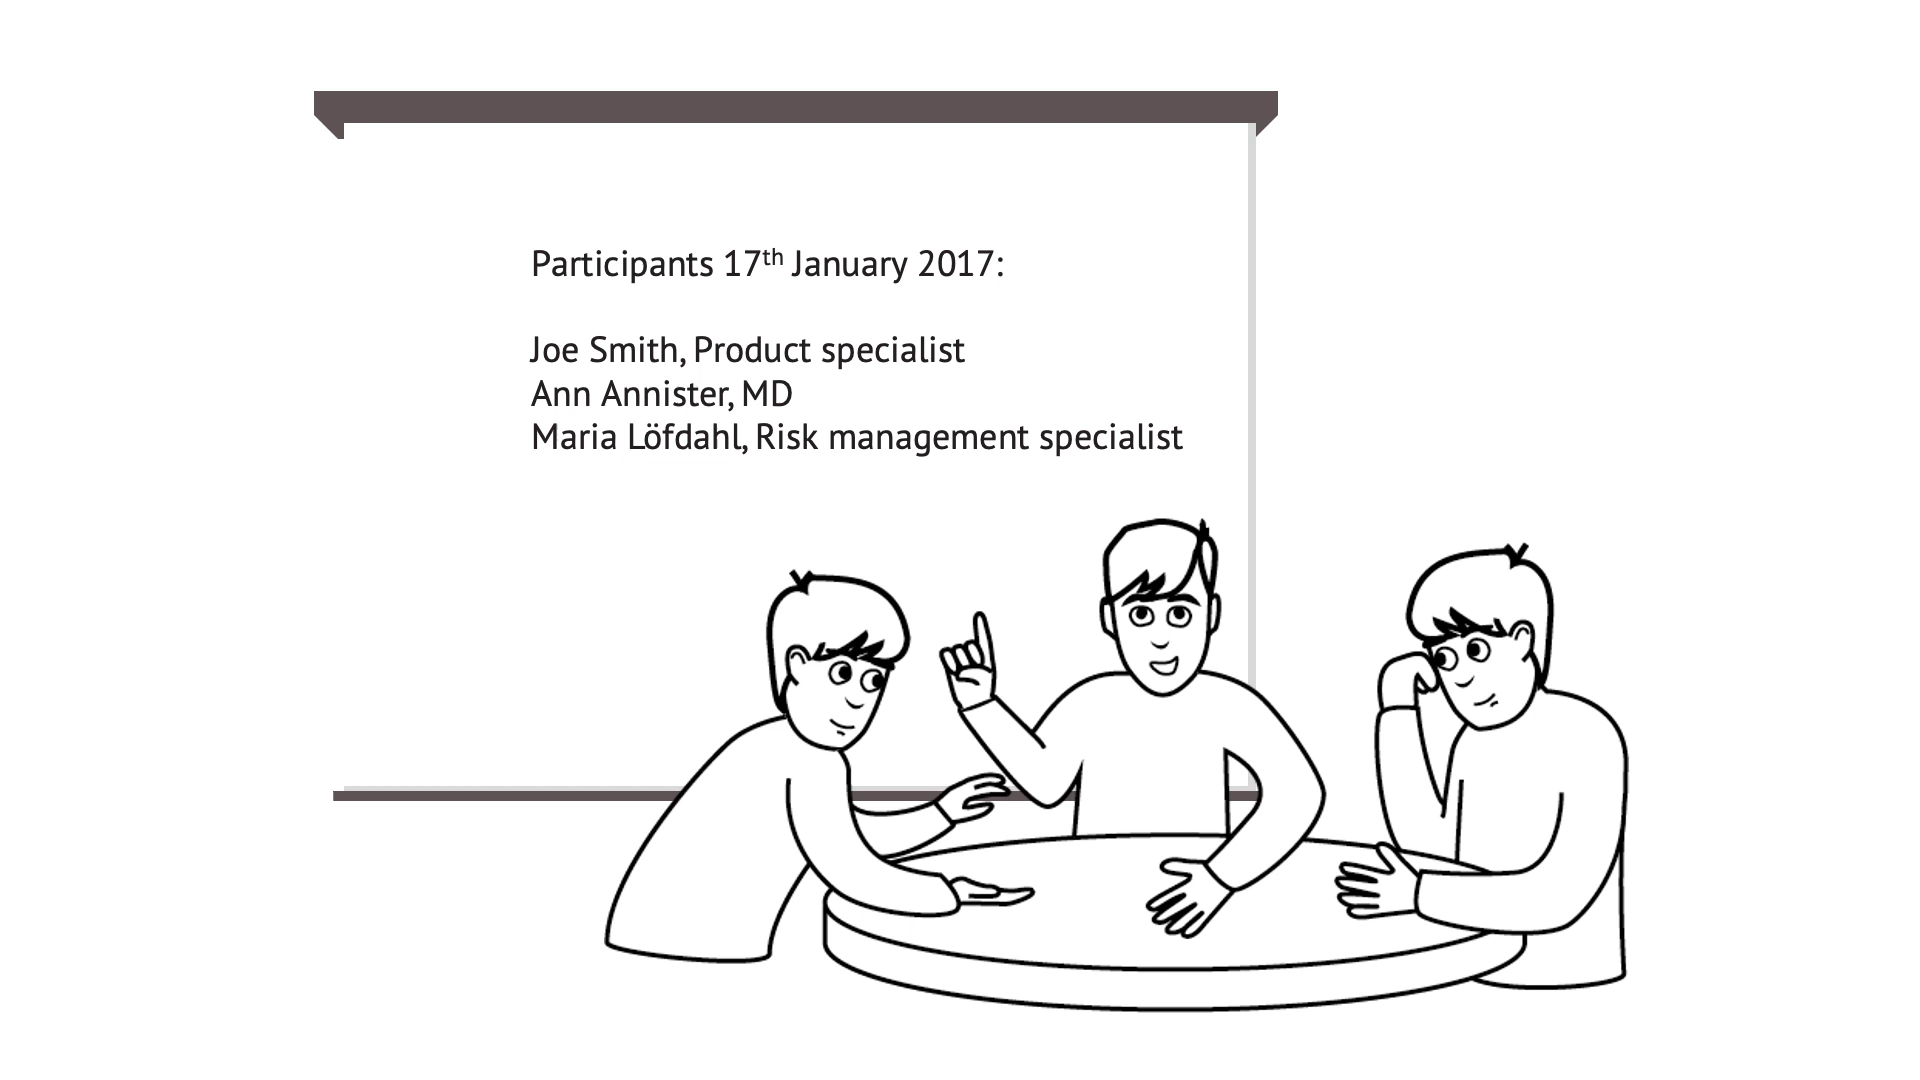 Participants 17th January 2017:
Joe Smith, Product specialist
Ann Annister, MD
Maria Löfdahl, Risk management specialist